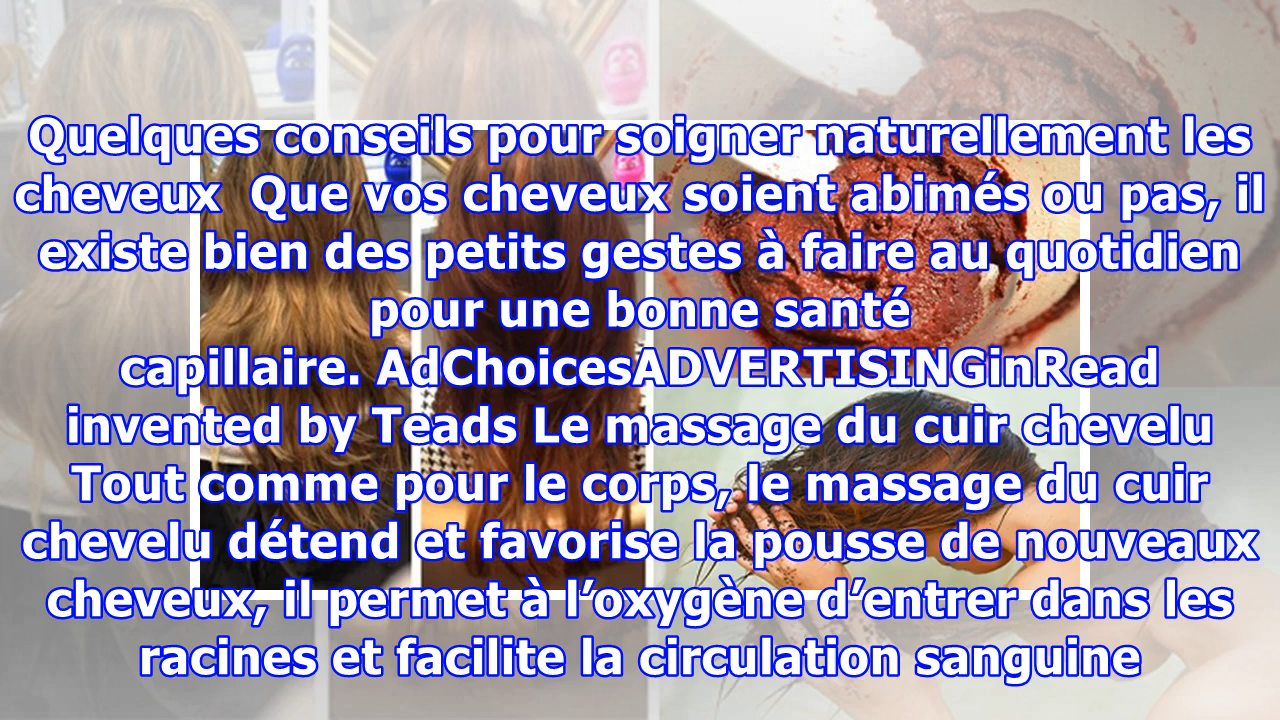 Quelques conseils pour soigner naturellement les
cheveux  Que vos cheveux soient abimés ou pas, il
existe bien des petits gestes à faire au quotidien
pour une bonne santé
capillaire. AdChoicesADVERTISINGinRead
invented by Teads Le massage du cuir chevelu
Tout comme pour le corps, le massage du cuir
chevelu détend et favorise la pousse de nouveaux
cheveux, il permet à l’oxygène d’entrer dans les
racines et facilite la circulation sanguine